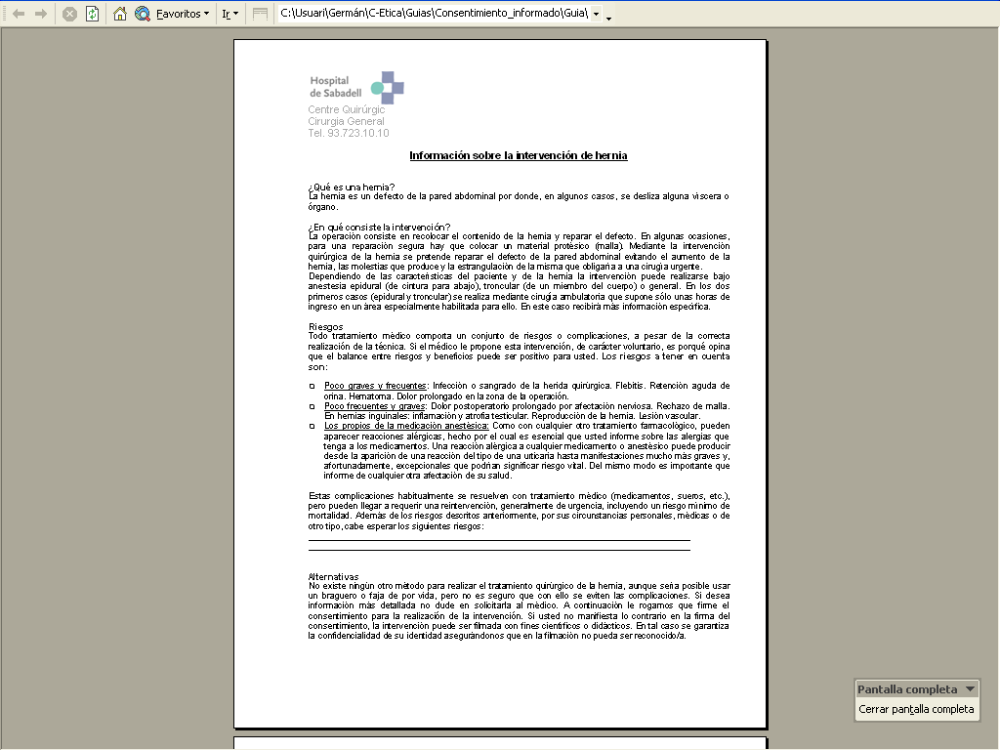 Favoritos
Ir
C:\Usuari\Germán\C-Etica\Guias\Consentimiento_informado\Guia\
Hospital
de Sabadell
Centre Quirúrgic
Cirurgia General
Tel. 93.723.10.10
Información sobre la intervención de hernia
¿Qué es una hernia?
La hernia es un defecto de la pared abdominal por donde, en algunos casos, se desliza alguna víscera o
órgano.
¿En qué consiste la intervención?
La operación consiste en recolocar el contenido de la hernia y reparar el defecto. En algunas ocasiones,
para una reparación segura hay que colocar un material protésico (malla). Mediante la intervención
quirúrgica de la hernia se pretende reparar el defecto de la pared abdominal evitando el aumento de la
hernia, las molestias que produce y la estrangulación de la misma que obligaría a una cirugía urgente.
Dependiendo de las características del paciente y de la hernia la intervención puede realizarse bajo
anestesia epidural (de cintura para abajo), troncular (de un miembro del cuerpo) o general. En los dos
primeros casos (epidural y troncular) se realiza mediante cirugía ambulatoria que supone sólo unas horas de
ingreso en un área especialmente habilitada para ello. En este caso recibirá más información específica.
Riesgos
Todo tratamiento médico comporta un conjunto de riesgos o complicaciones, a pesar de la correcta
realización de la técnica. Si el médico le propone esta intervención, de carácter voluntario, es porqué opina
que el balance entre riesgos y beneficios puede ser positivo para usted. Los riesgos a tener en cuenta
son:
Poco graves y frecuentes: Infección o sangrado de la herida quirúrgica. Flebitis. Retención aguda de
orina. Hematoma. Dolor prolongado en la zona de la operación.
Poco frecuentes y graves: Dolor postoperatorio prolongado por afectación nerviosa. Rechazo de malla.
En hernias inguinales: inflamación y atrofia testicular. Reproducción de la hernia. Lesión vascular.
Los propios de la medicación anestésica: Como con cualquier otro tratamiento farmacológico, pueden
aparecer reacciones alérgicas, hecho por el cual es esencial que usted informe sobre las alergias que
tenga a los medicamentos. Una reacción alérgica a cualquier medicamento o anestésico puede producir
desde la aparición de una reacción del tipo de una urticaria hasta manifestaciones mucho más graves y,
afortunadamente, excepcionales que podrían significar riesgo vital. Del mismo modo es importante que
informe de cualquier otra afectación de su salud.
Estas complicaciones habitualmente se resuelven con tratamiento médico (medicamentos, sueros, etc.),
pero pueden llegar a requerir una reintervención, generalmente de urgencia, incluyendo un riesgo mínimo de
mortalidad. Además de los riesgos descritos anteriormente, por sus circunstancias personales, médicas o de
otro tipo, cabe esperar los siguientes riesgos:
Alternativas
No existe ningún otro método para realizar el tratamiento quirúrgico de la hernia, aunque sería posible usar
un braguero o faja de por vida, pero no es seguro que con ello se eviten las complicaciones. Si desea
información más detallada no dude en solicitarla al médico. A continuación le rogamos que firme el
consentimiento para la realización de la intervención. Si usted no manifiesta lo contrario en la firma del
consentimiento, la intervención puede ser filmada con fines científicos o didácticos. En tal caso se garantiza
la confidencialidad de su identidad asegurándonos que en la filmación no pueda ser reconocido/a.
Pantalla completa
Cerrar pantalla completa